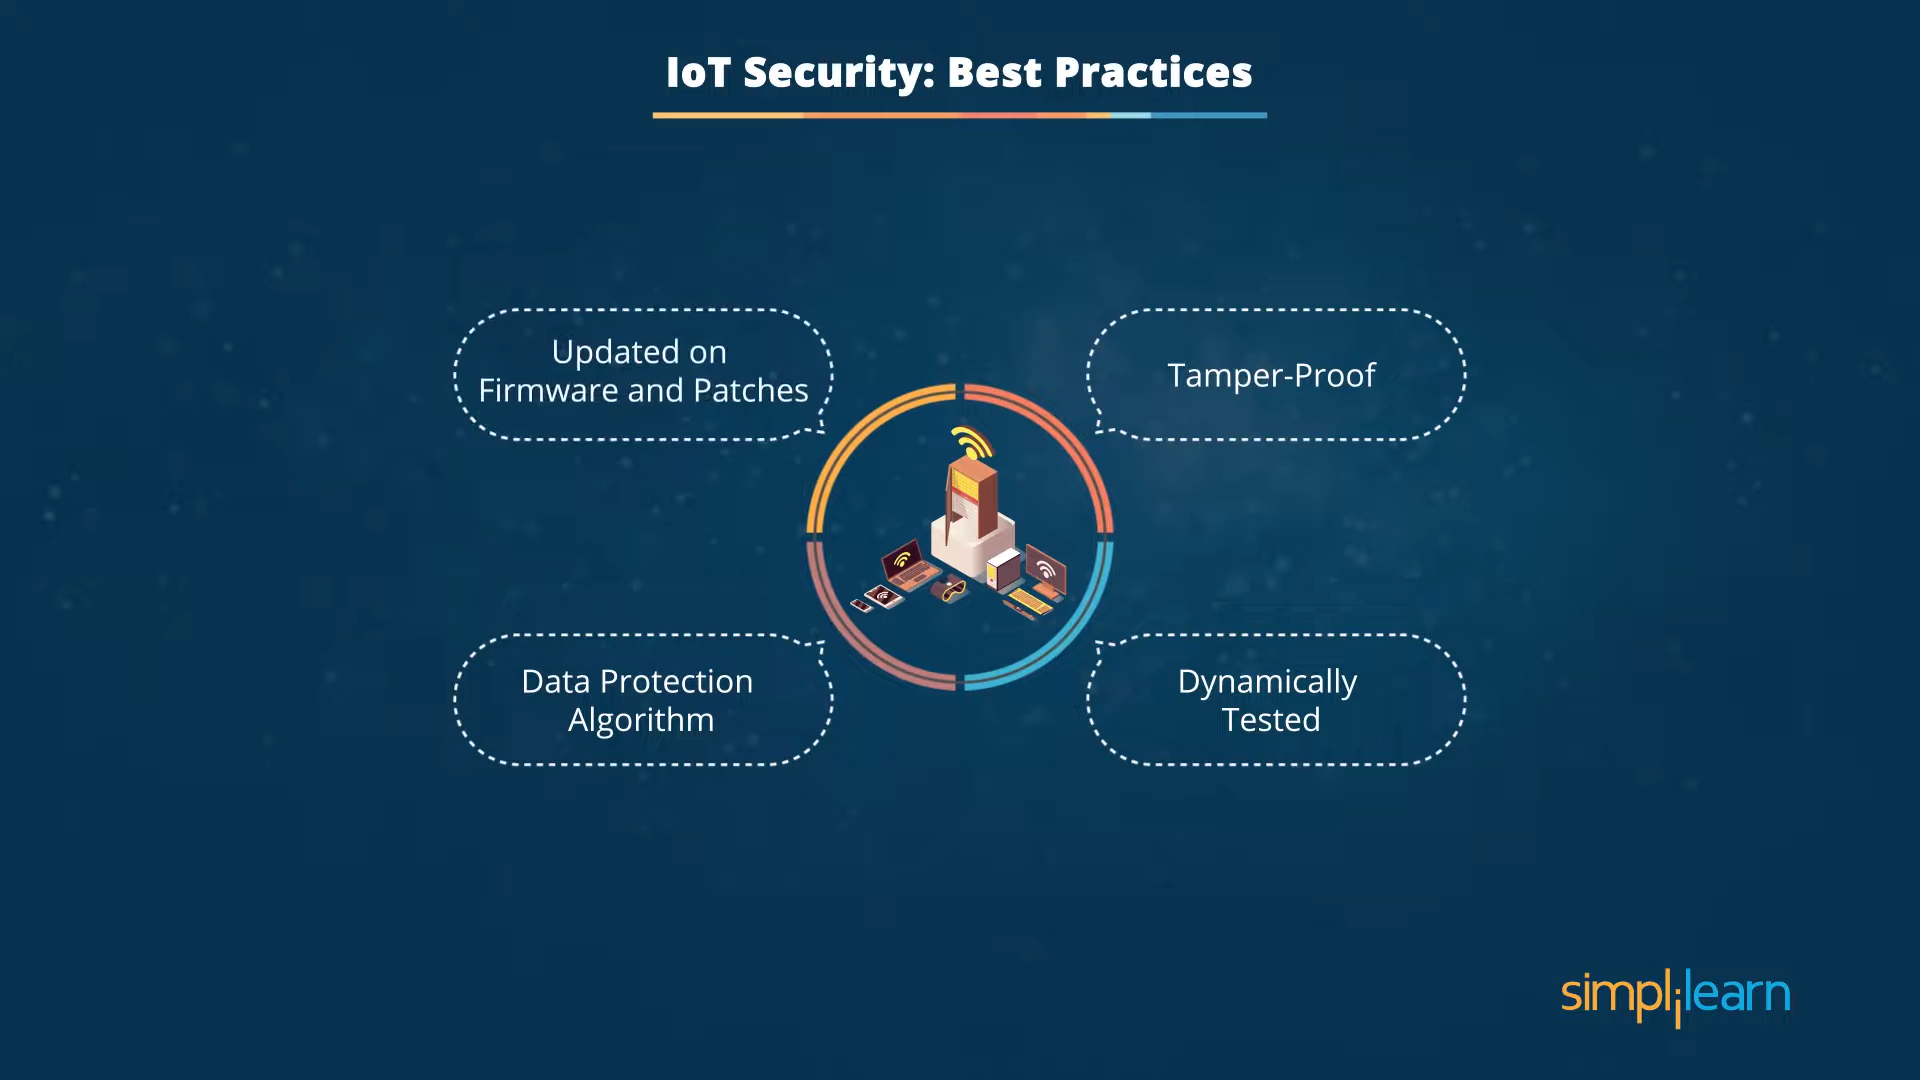 IoT Security: Best Practices
Updated on
Firmware and Patches
Tamper-Proof
Data Protection
Algorithm
Dynamically
Tested
simplilearn